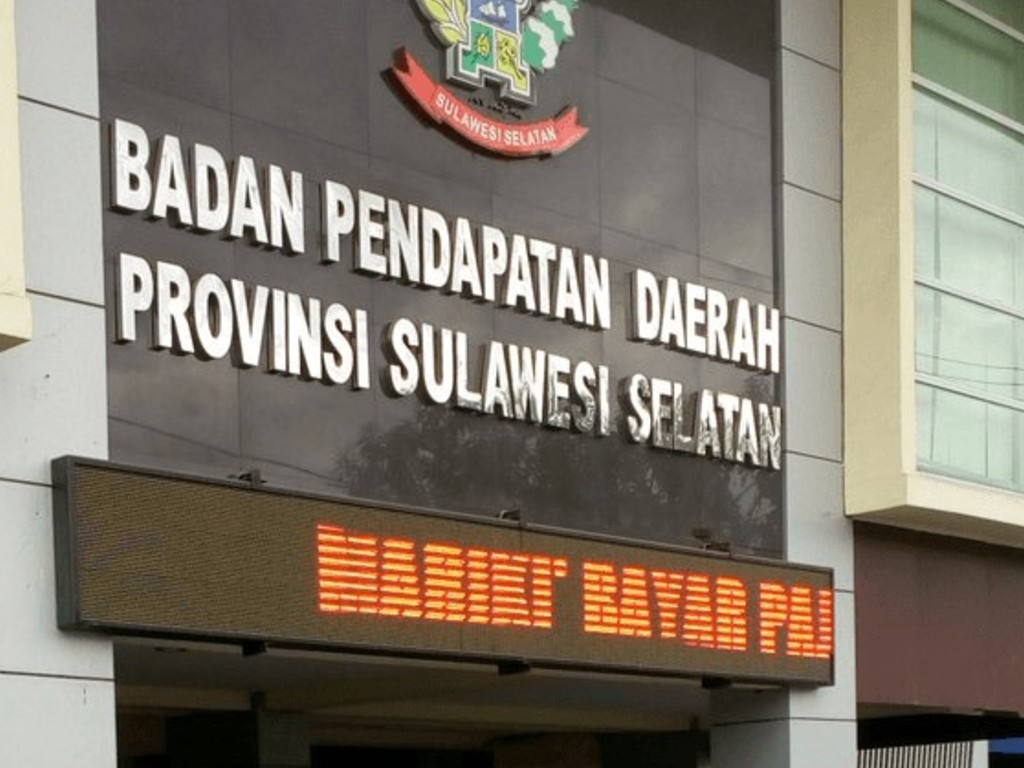 SULAWESI SELATAN
BADAN PENDAPATAN DAERAH
PROVINSI SULAWESI SELATAN
BAYAR